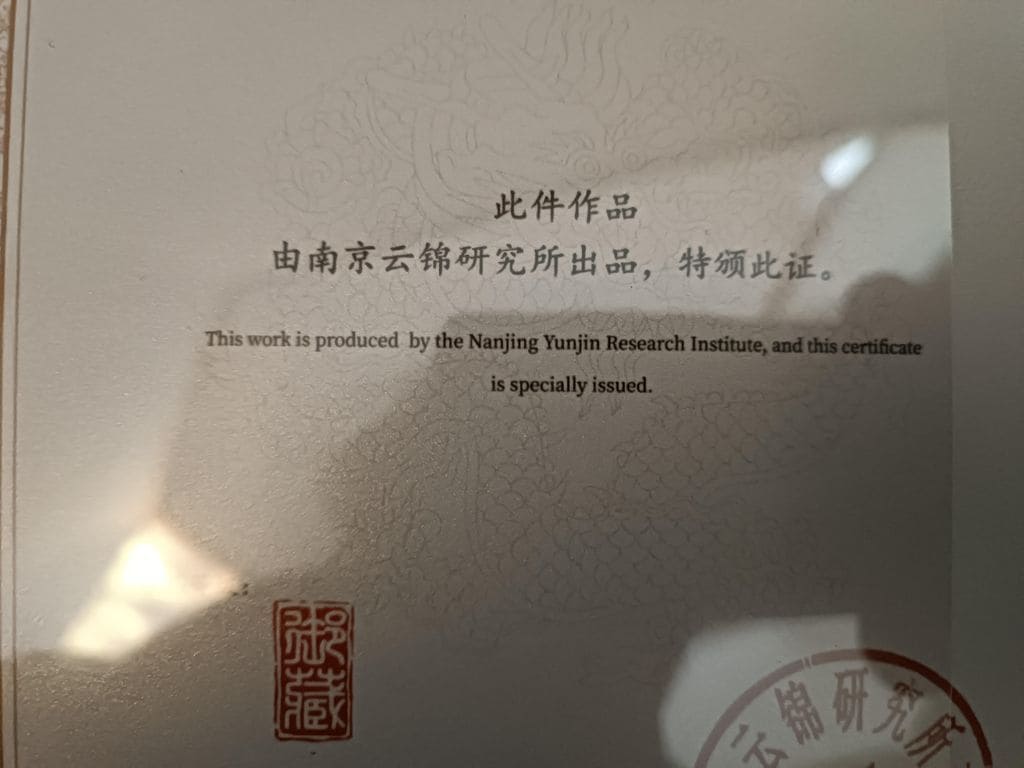 此件作品
由南京云锦研究所出品，特颁此证。
This work is produced by the Nanjing Yunjin Research Institute, and this certificate
is specially issued.
御藏
云锦研究所